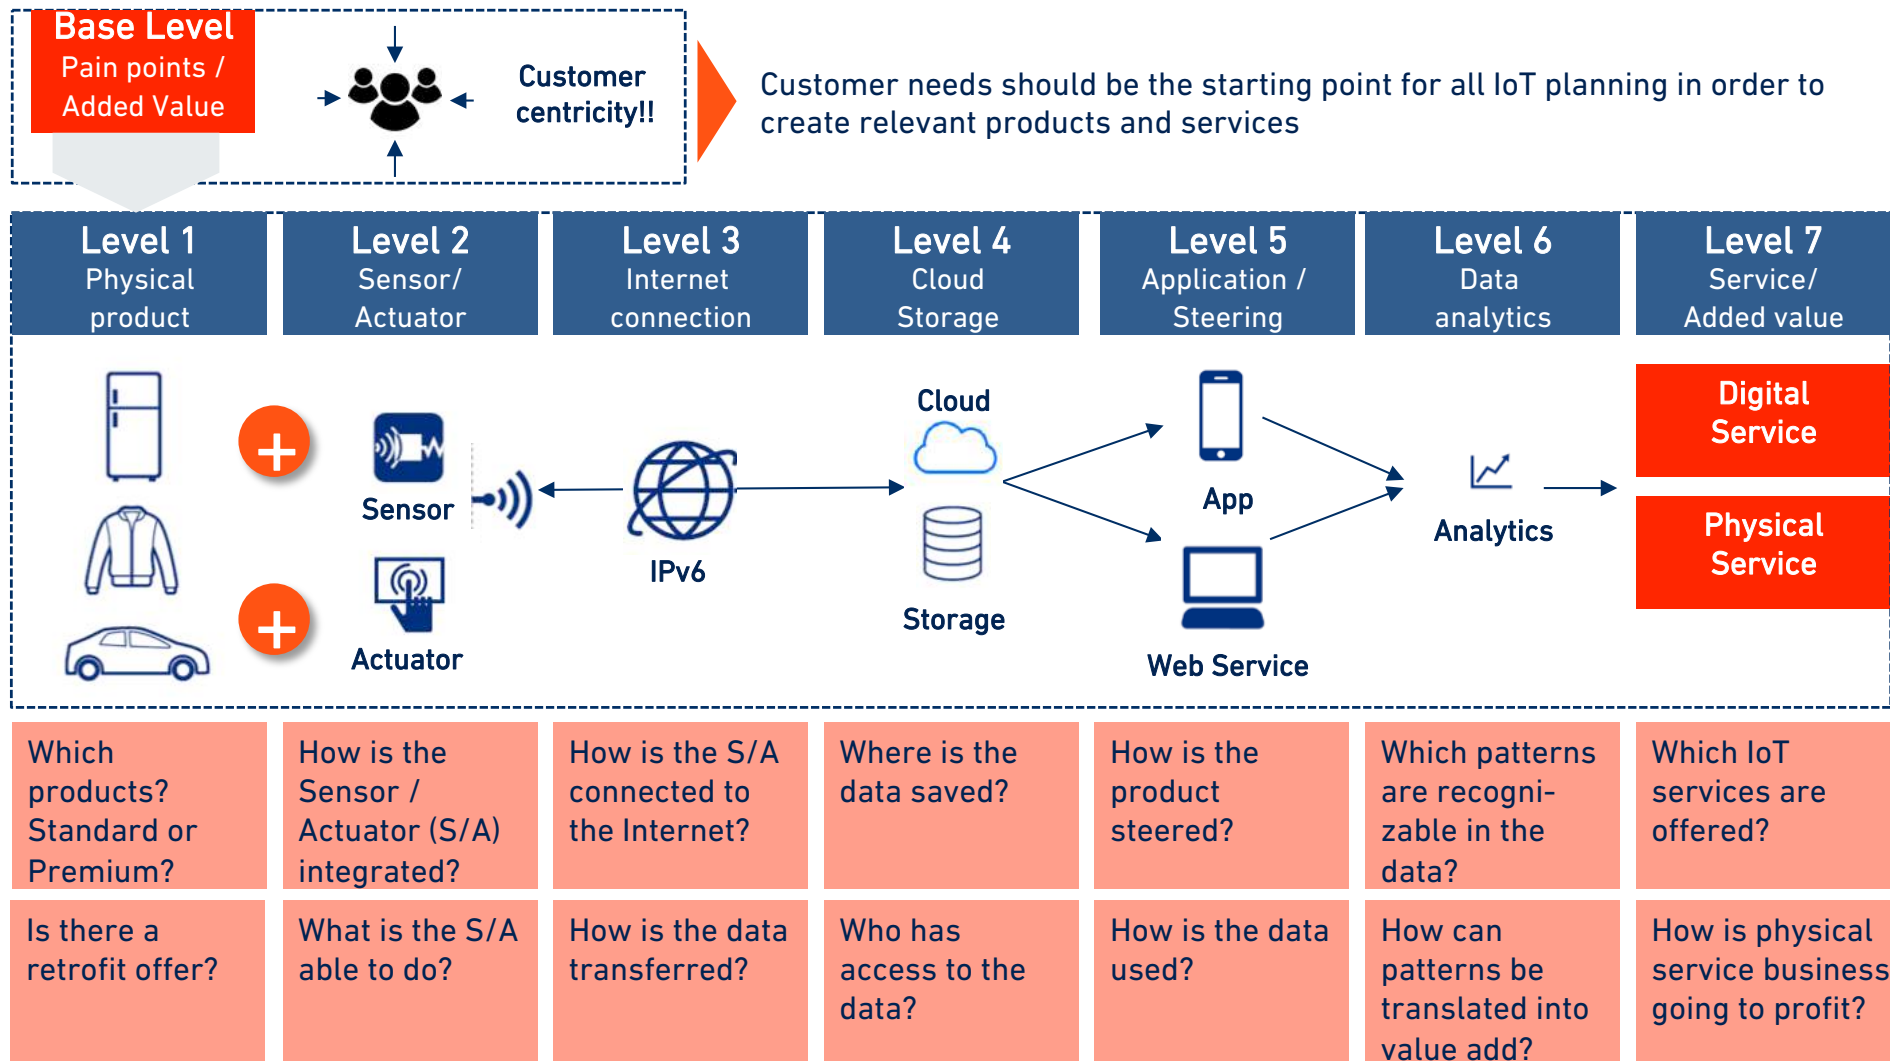 Base Level
Pain points /
Added Value
Customer
centricity!!
Customer needs should be the starting point for all IoT planning in order to
create relevant products and services
Level 1
Physical
product
Level 2
Sensor/
Actuator
Level 3
Internet
connection
Level 4
Cloud
Storage
Level 5
Application /
Steering
Level 6
Data
analytics
Level 7
Service/
Added value
Sensor
Actuator
IPv6
Cloud
Storage
App
Web Service
Analytics
Digital
Service
Physical
Service
Which
products?
Standard or
Premium?
How is the
Sensor /
Actuator (S/A)
integrated?
How is the S/A
connected to
the Internet?
Where is the
data saved?
How is the
product
steered?
Which patterns
are recogni-
zable in the
data?
Which IoT
services are
offered?
Is there a
retrofit offer?
What is the S/A
able to do?
How is the data
transferred?
Who has
access to the
data?
How is the data
used?
How can
patterns be
translated into
value add?
How is physical
service business
going to profit?